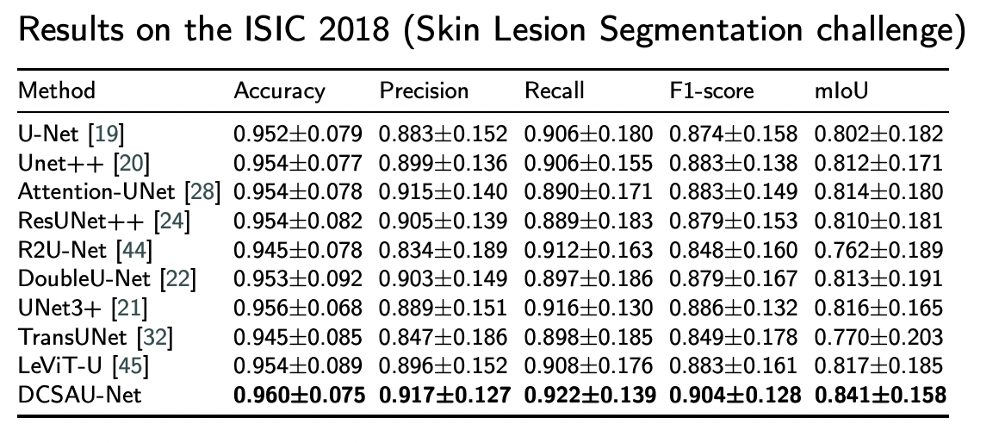 Results on the ISIC 2018 (Skin Lesion Segmentation challenge)
Method Accuracy Precision Recall F1-score mIoU
U-Net [19] 0.952±0.079 0.883±0.152 0.906±0.180 0.874±0.158 0.802±0.182
Unet++ [20] 0.954±0.077 0.899±0.136 0.906±0.155 0.883±0.138 0.812±0.171
Attention-UNet [28] 0.954±0.078 0.915±0.140 0.890±0.171 0.883±0.149 0.814±0.180
ResUNet++ [24] 0.954±0.082 0.905±0.139 0.889±0.183 0.879±0.153 0.810±0.181
R2U-Net [44] 0.945±0.078 0.834±0.189 0.912±0.163 0.848±0.160 0.762±0.189
DoubleU-Net [22] 0.953±0.092 0.903±0.149 0.897±0.186 0.879±0.167 0.813±0.191
UNet3+ [21] 0.956±0.068 0.889±0.151 0.916±0.130 0.886±0.132 0.816±0.165
TransUNet [32] 0.945±0.085 0.847±0.186 0.898±0.185 0.849±0.178 0.770±0.203
LeViT-U [45] 0.954±0.089 0.896±0.152 0.908±0.176 0.883±0.161 0.817±0.185
DCSAU-Net 0.960±0.075 0.917±0.127 0.922±0.139 0.904±0.128 0.841±0.158